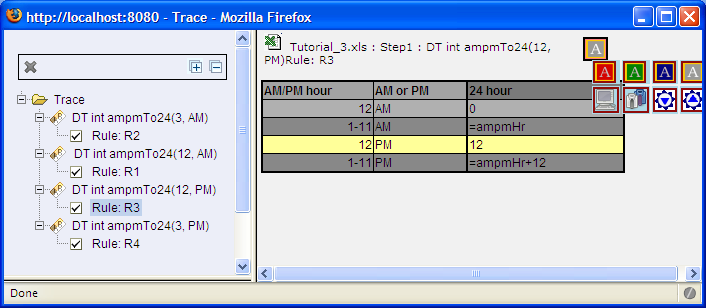 http://localhost:8080 - Trace - Mozilla Firefox
Trace
DT int ampmTo24(3, AM)
Rule: R2
DT int ampmTo24(12, AM)
Rule: R1
DT int ampmTo24(12, PM)
Rule: R3
DT int ampmTo24(3, PM)
Rule: R4
Tutorial_3.xls : Step1 : DT int ampmTo24(12,
PM)Rule: R3
A
A A A A
AM/PM hour AM or PM 24 hour
12 AM 0
1-11 AM =ampmHr
12 PM 12
1-11 PM =ampmHr+12
Done